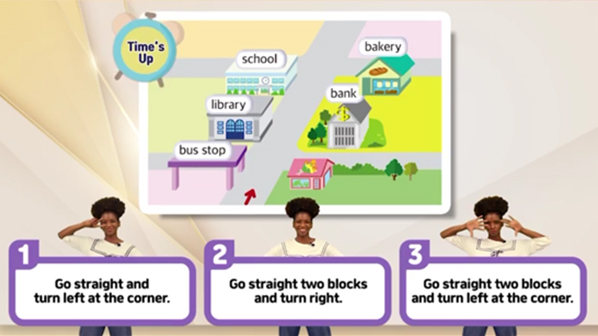 Time's
Up
bakery
school
bank
library
bus stop
1
Go straight and
turn left at the corner.
2
Go straight two blocks
and turn right.
3
Go straight two blocks
and turn left at the corner.